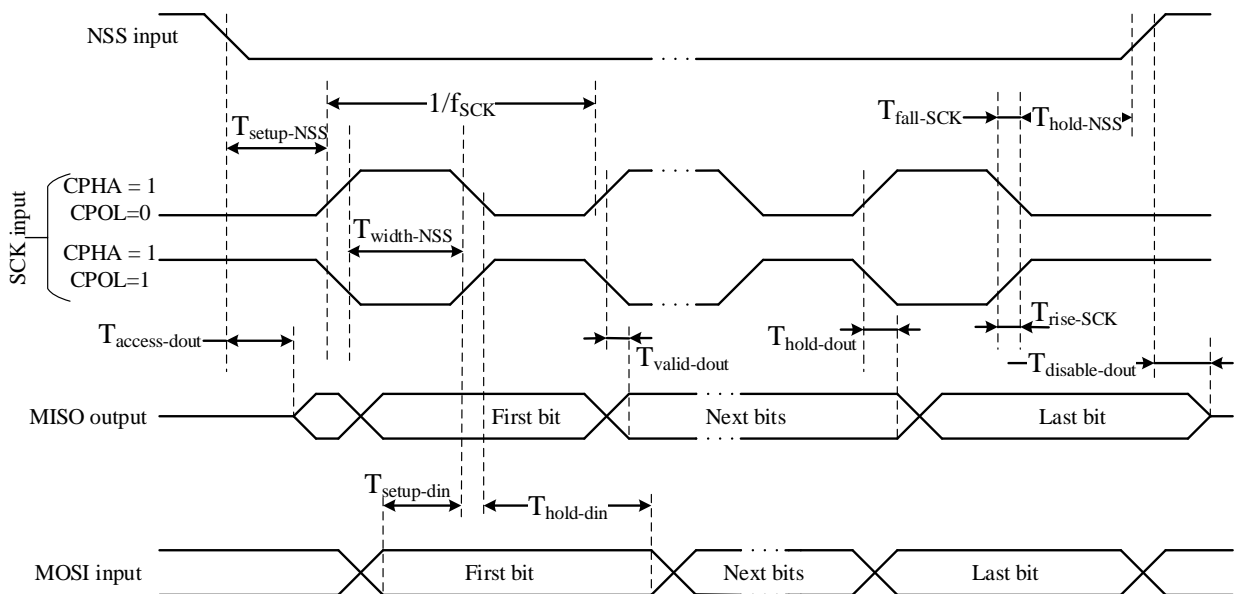 NSS input
1/fSCK
Tsetup-NSS
Tfall-SCK
Thold-NSS
SCK input
CPHA = 1
CPOL=0
Twidth-NSS
CPHA = 1
CPOL=1
Taccess-dout
Tvalid-dout
Thold-dout
Trise-SCK
Tdisable-dout
MISO output
First bit
Next bits
Last bit
Tsetup-din
Thold-din
MOSI input
First bit
Next bits
Last bit